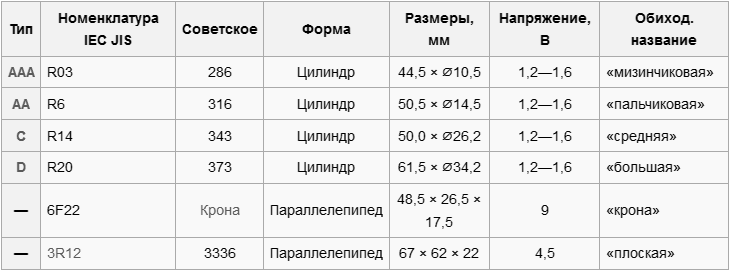 Тип Номенклатура IEC JIS Советское Форма Размеры, мм Напряжение, В Обиход. название
AAA R03 286 Цилиндр 44,5 × ∅10,5 1,2—1,6 «мизинчиковая»
AA R6 316 Цилиндр 50,5 × ∅14,5 1,2—1,6 «пальчиковая»
C R14 343 Цилиндр 50,0 × ∅26,2 1,2—1,6 «средняя»
D R20 373 Цилиндр 61,5 × ∅34,2 1,2—1,6 «большая»
— 6F22 Крона Параллелепипед 48,5 × 26,5 × 17,5 9 «крона»
— 3R12 3336 Параллелепипед 67 × 62 × 22 4,5 «плоская»